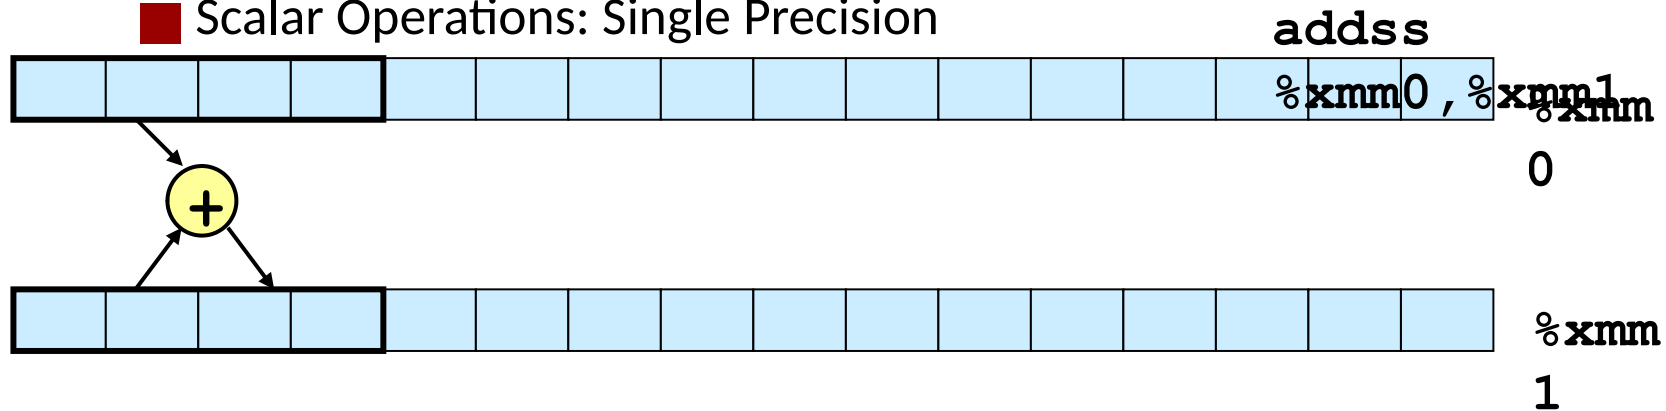 Scalar Operations: Single Precision
addss
%xmm0,%xmm1
%xmm
0
+
%xmm
1